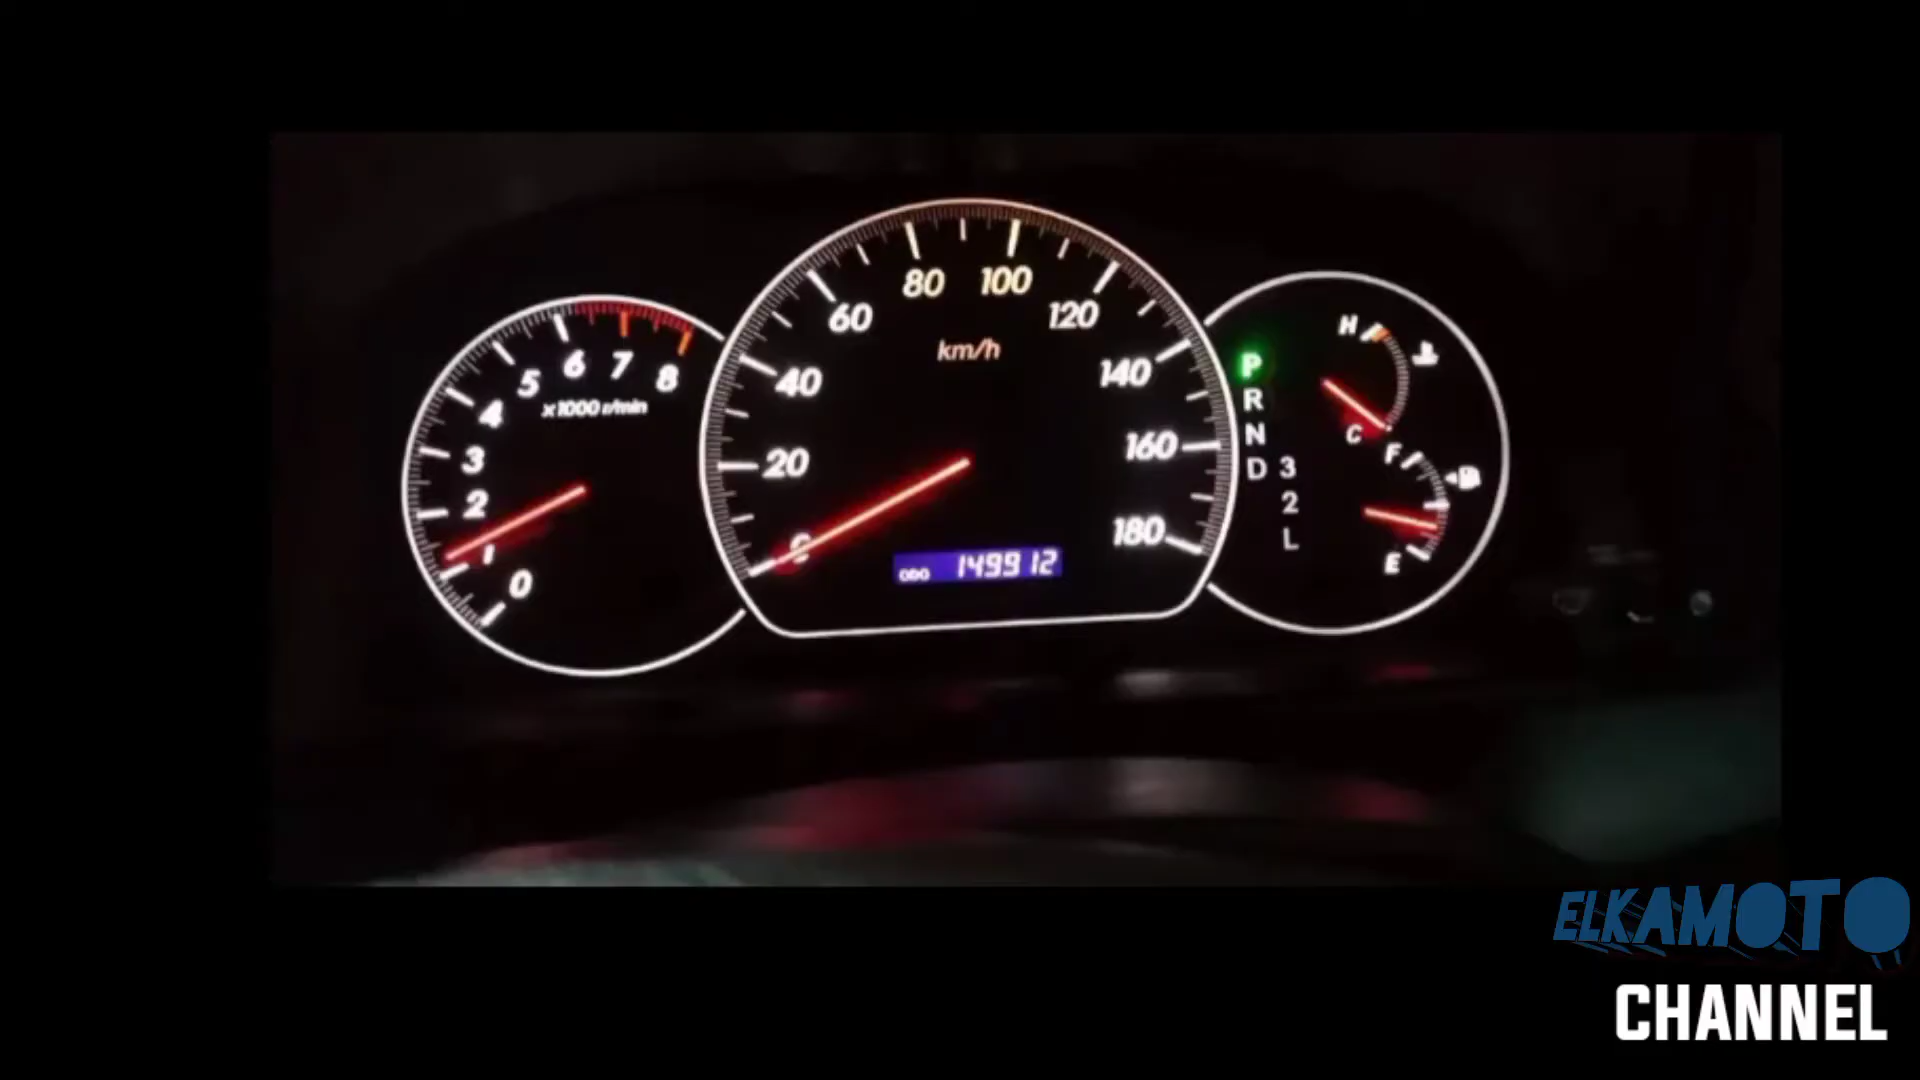 80 100
60 120
km/h
40 140
20 160
180
ODO 149912
6 7
5 8
4 x1000 r/min
3
2
1
0
P
R
N
D 3
2
L
H
C
F
E
ELKAMOTO
CHANNEL